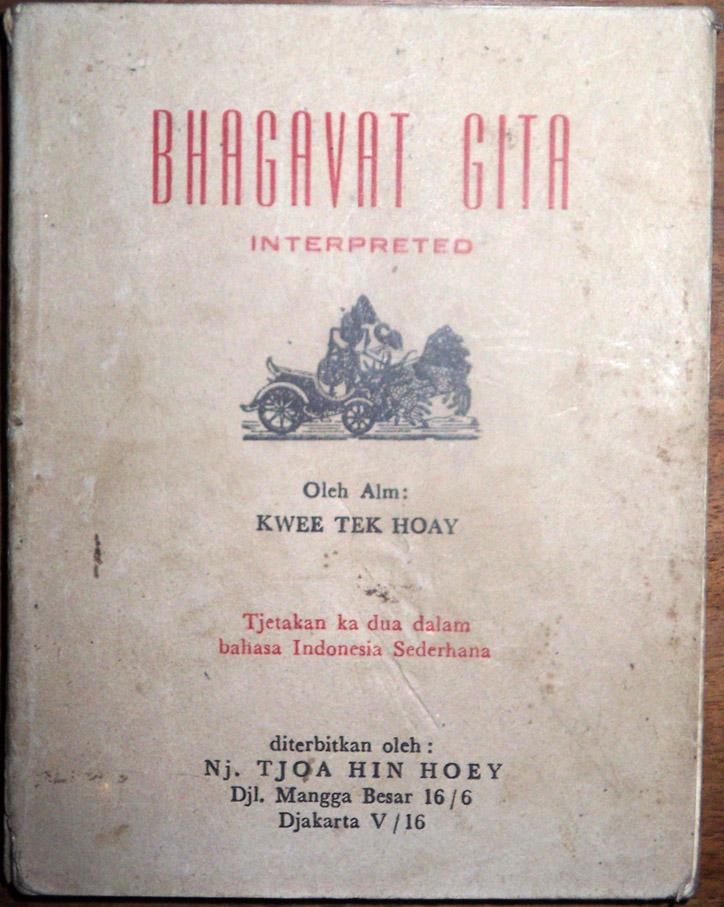 BHAGAVAT GITA
INTERPRETED
Oleh Alm:
KWEE TEK HOAY
Tjetakan ka dua dalam
bahasa Indonesia Sederhana
diterbitkan oleh :
Nj. TJOA HIN HOEY
Djl. Mangga Besar 16/6
Djakarta V/16